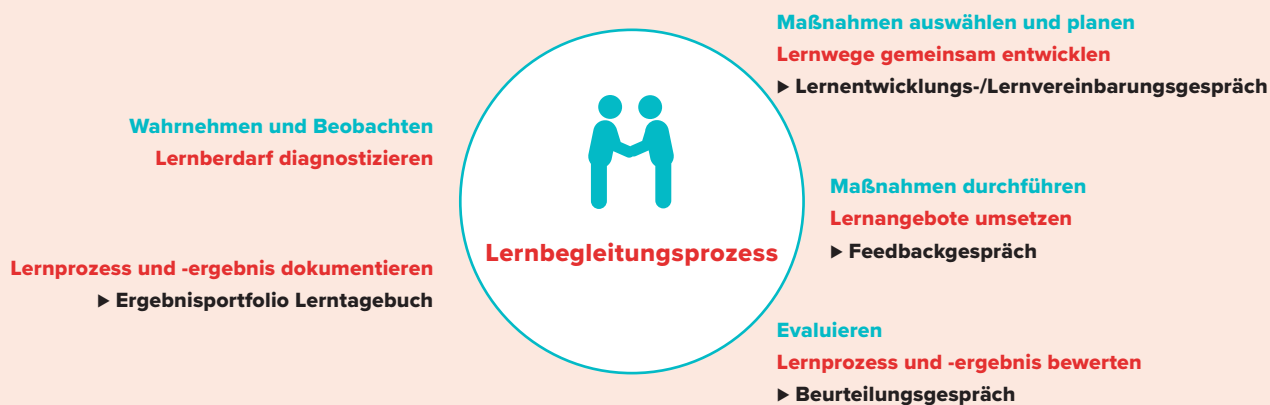 Wahrnehmen und Beobachten
Lernberdarf diagnostizieren
Lernprozess und -ergebnis dokumentieren
▶ Ergebnisportfolio Lerntagebuch
Lernbegleitungsprozess
Maßnahmen auswählen und planen
Lernwege gemeinsam entwicklen
▶ Lernentwicklungs-/Lernvereinbarungsgespräch
Maßnahmen durchführen
Lernangebote umsetzen
▶ Feedbackgespräch
Evaluieren
Lernprozess und -ergebnis bewerten
▶ Beurteilungsgespräch